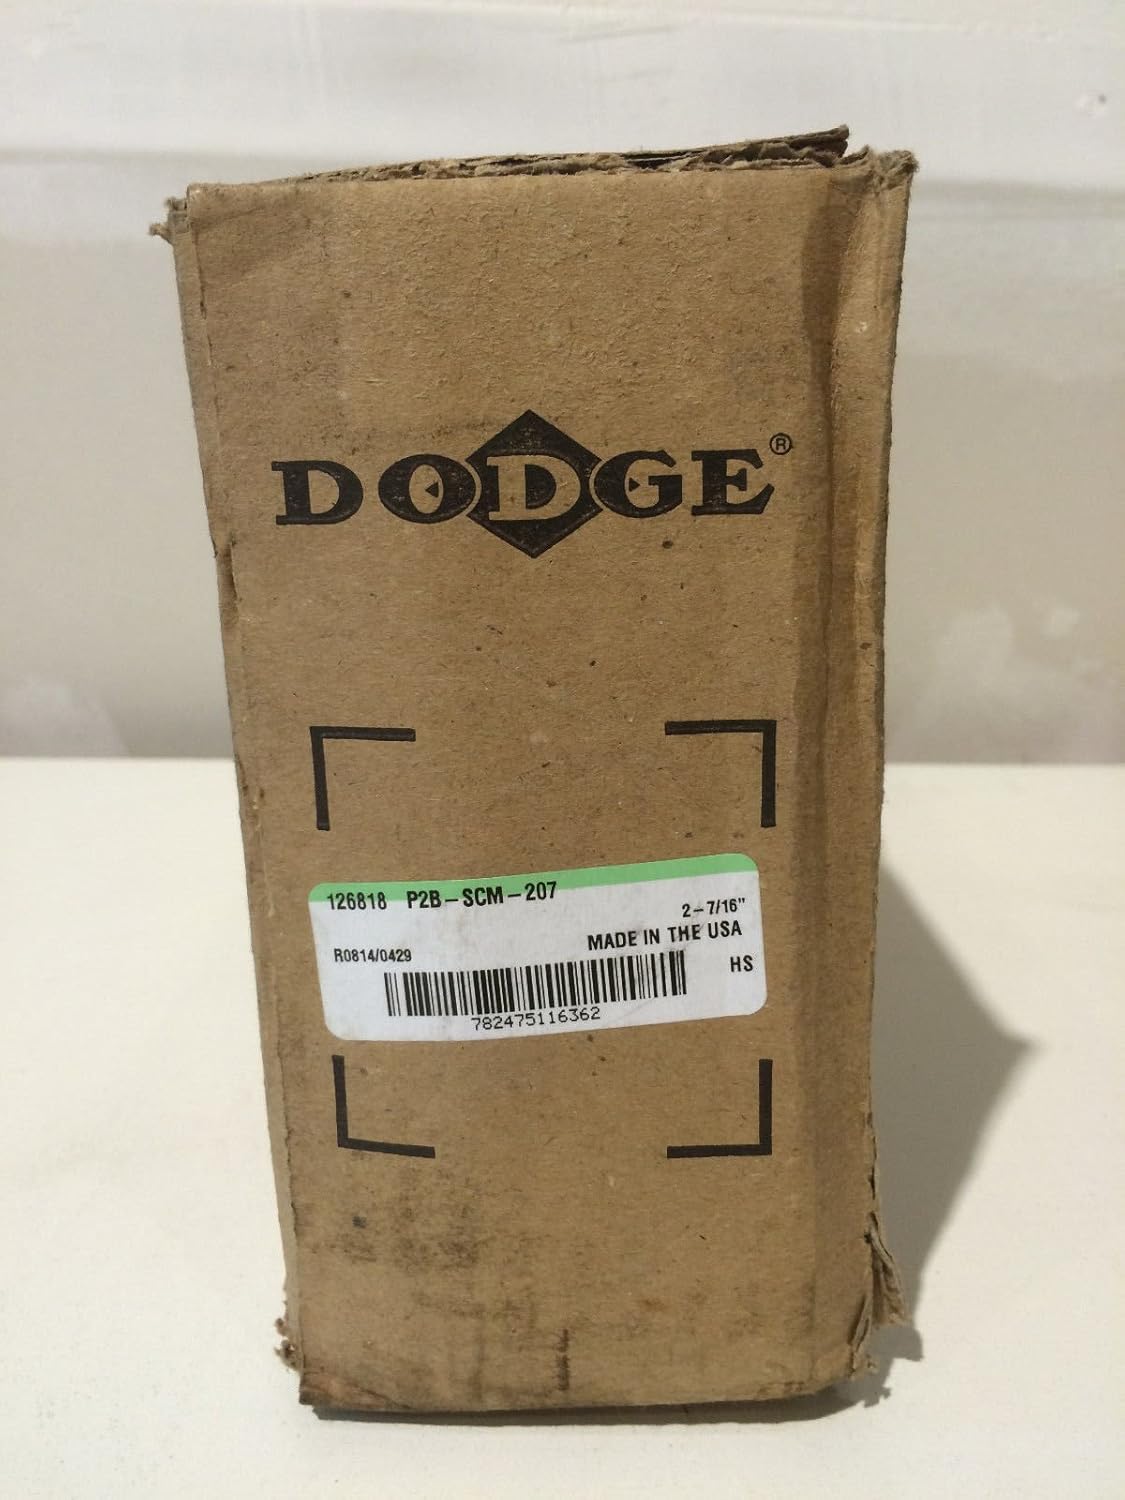 DODGE®
126818 P2B-SCM-207
2-7/16"
MADE IN THE USA
R0814/0429
HS
782475116362